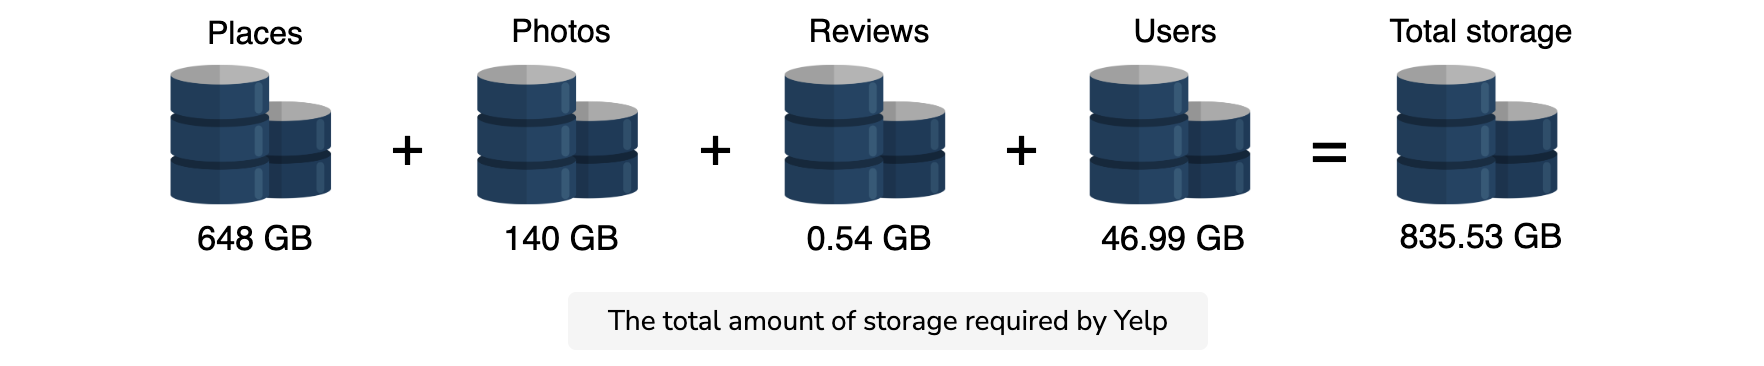 Places
Photos
Reviews
Users
Total storage
+
+
+
=
648 GB
140 GB
0.54 GB
46.99 GB
835.53 GB
The total amount of storage required by Yelp